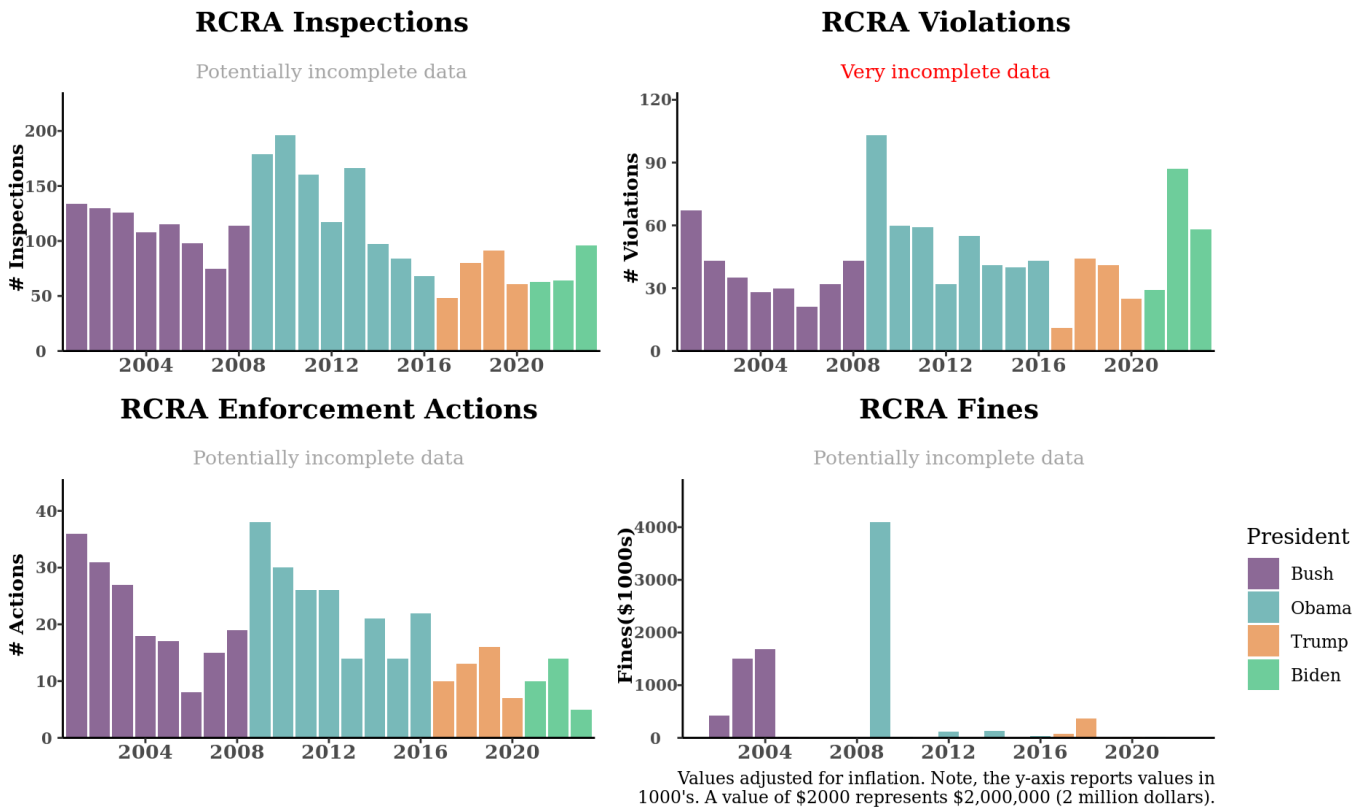 RCRA Inspections
Potentially incomplete data
# Inspections
200
150
100
50
0
2004 2008 2012 2016 2020
RCRA Violations
Very incomplete data
# Violations
120
90
60
30
0
2004 2008 2012 2016 2020
RCRA Enforcement Actions
Potentially incomplete data
# Actions
40
30
20
10
0
2004 2008 2012 2016 2020
RCRA Fines
Potentially incomplete data
Fines($1000s)
4000
3000
2000
1000
0
2004 2008 2012 2016 2020
President
Bush
Obama
Trump
Biden
Values adjusted for inflation. Note, the y-axis reports values in
1000's. A value of $2000 represents $2,000,000 (2 million dollars).